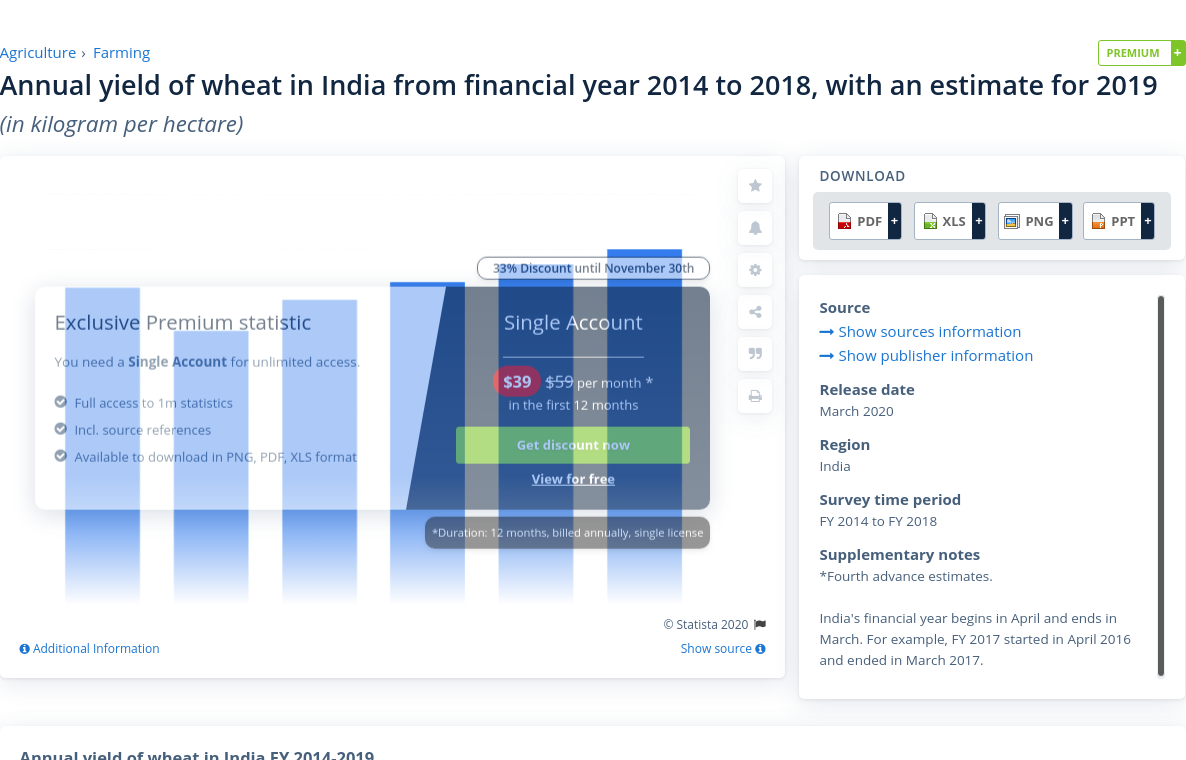 Agriculture › Farming
PREMIUM +
Annual yield of wheat in India from financial year 2014 to 2018, with an estimate for 2019
(in kilogram per hectare)
33% Discount until November 30th
Exclusive Premium statistic
You need a Single Account for unlimited access.
Full access to 1m statistics
Incl. source references
Available to download in PNG, PDF, XLS format
Single Account
$39 $59 per month *
in the first 12 months
Get discount now
View for free
*Duration: 12 months, billed annually, single license
© Statista 2020
Additional Information
Show source
DOWNLOAD
PDF + XLS + PNG + PPT +
Source
Show sources information
Show publisher information
Release date
March 2020
Region
India
Survey time period
FY 2014 to FY 2018
Supplementary notes
*Fourth advance estimates.
India's financial year begins in April and ends in
March. For example, FY 2017 started in April 2016
and ended in March 2017.
Annual yield of wheat in India FY 2014-2019